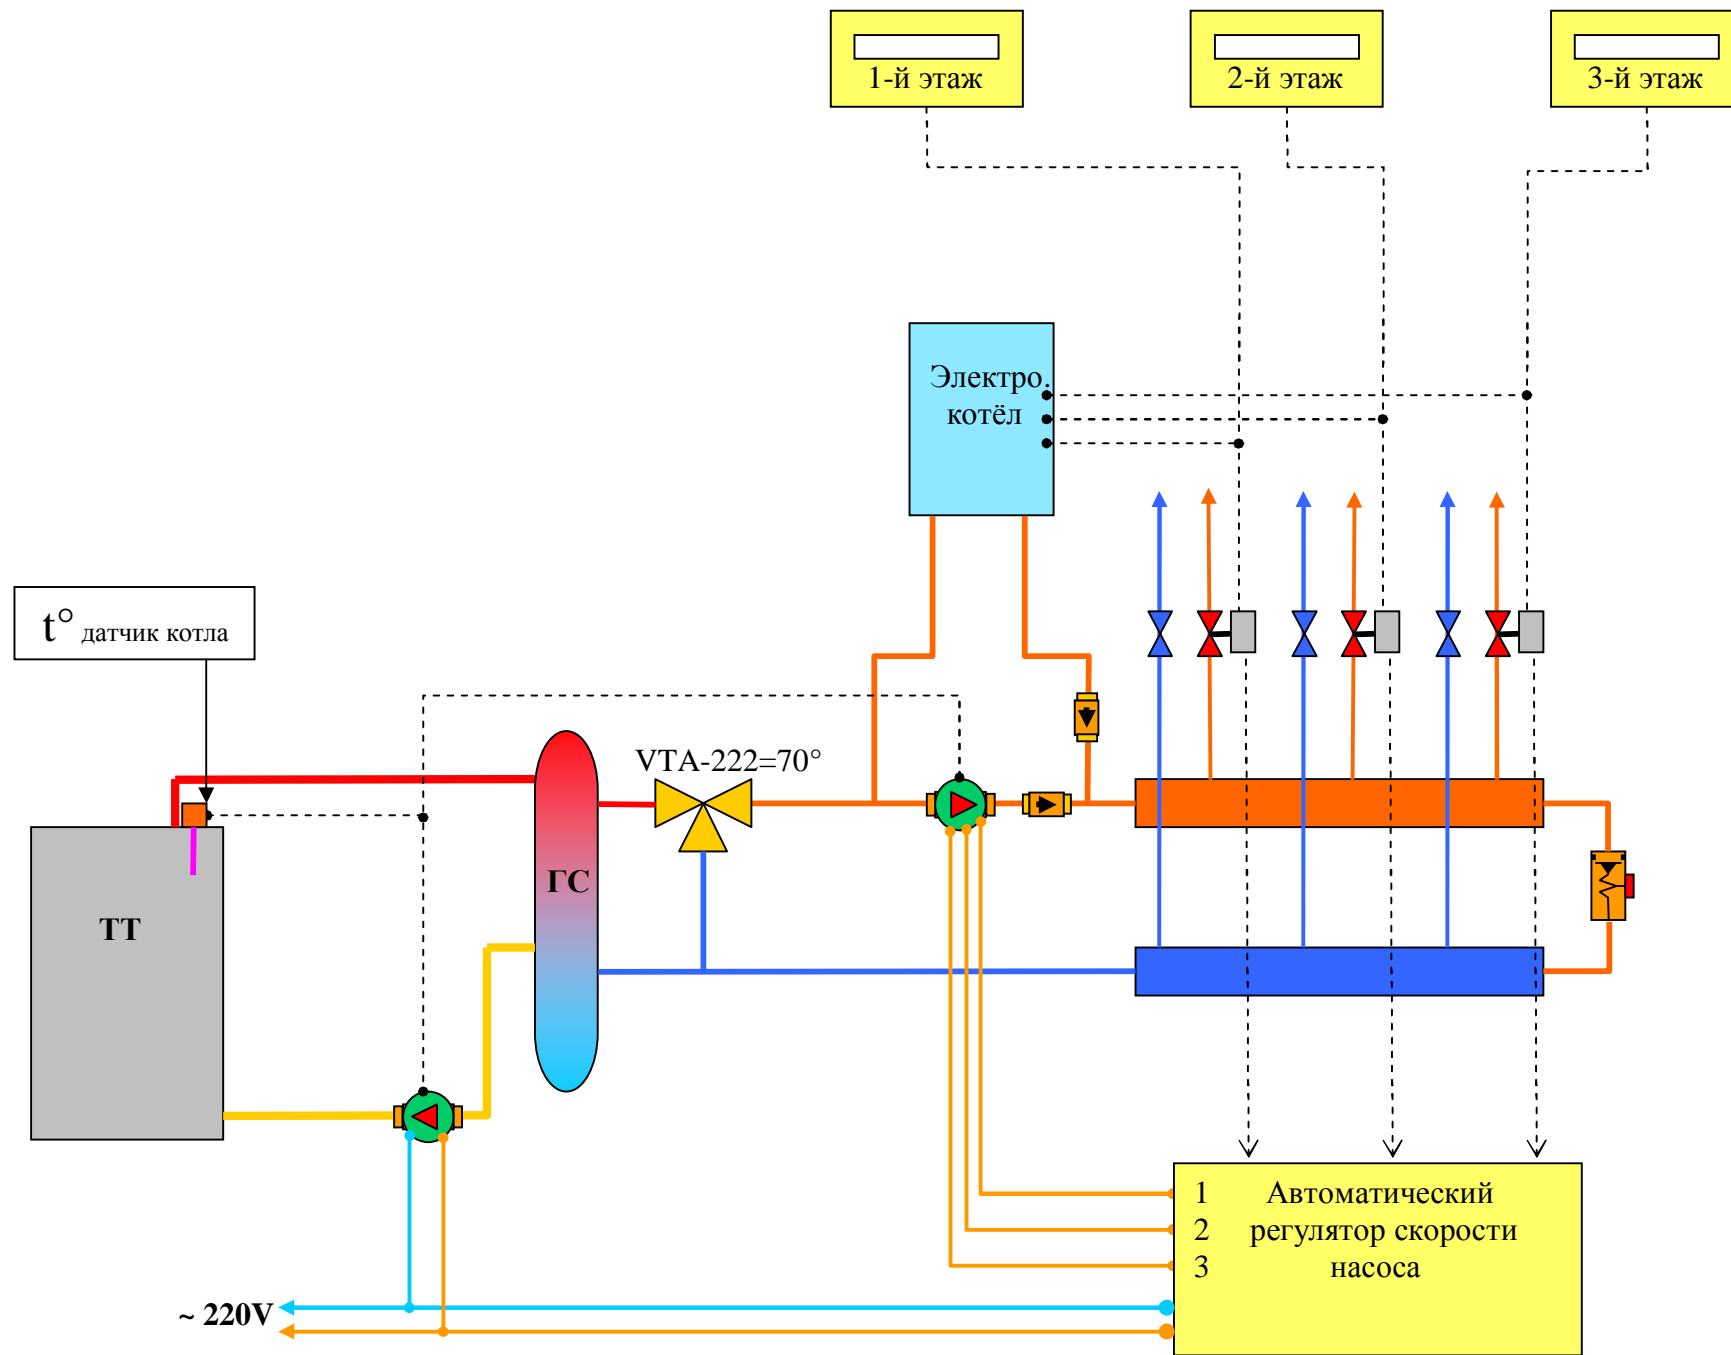 1-й этаж
2-й этаж
3-й этаж
Электро.
котёл
t° датчик котла
VTA-222=70°
ГС
ТТ
1 Автоматический
2 регулятор скорости
3 насоса
~ 220V